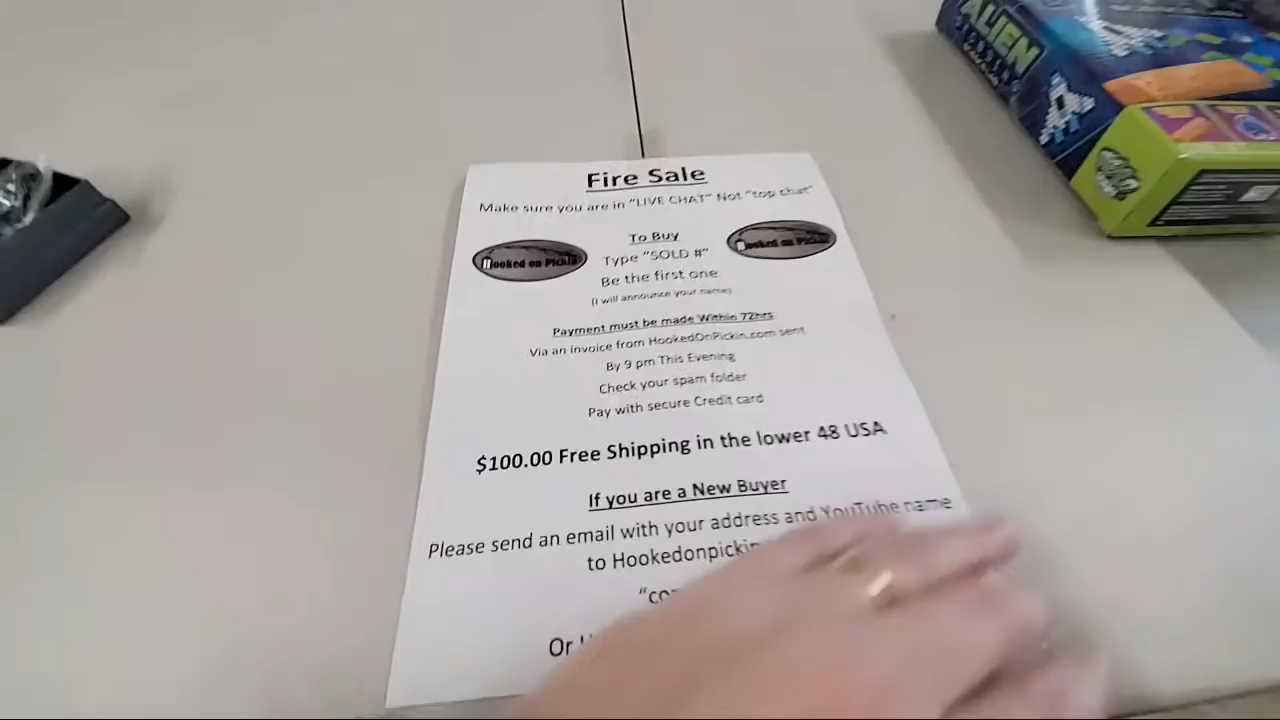 Fire Sale
Make sure you are in "LIVE CHAT" Not "top chat"
To Buy
Hooked on Pickin
Type "SOLD #"
Hooked on Pickin
Be the first one
(I will announce your name)
Payment must be made Within 72hrs
Via an invoice from HookedOnPickin.com sent
By 9 pm This Evening
Check your spam folder
Pay with secure Credit card
$100.00 Free Shipping in the lower 48 USA
If you are a New Buyer
Please send an email with your address and YouTube name
to Hookedonpickin
"co
Or
ALIEN